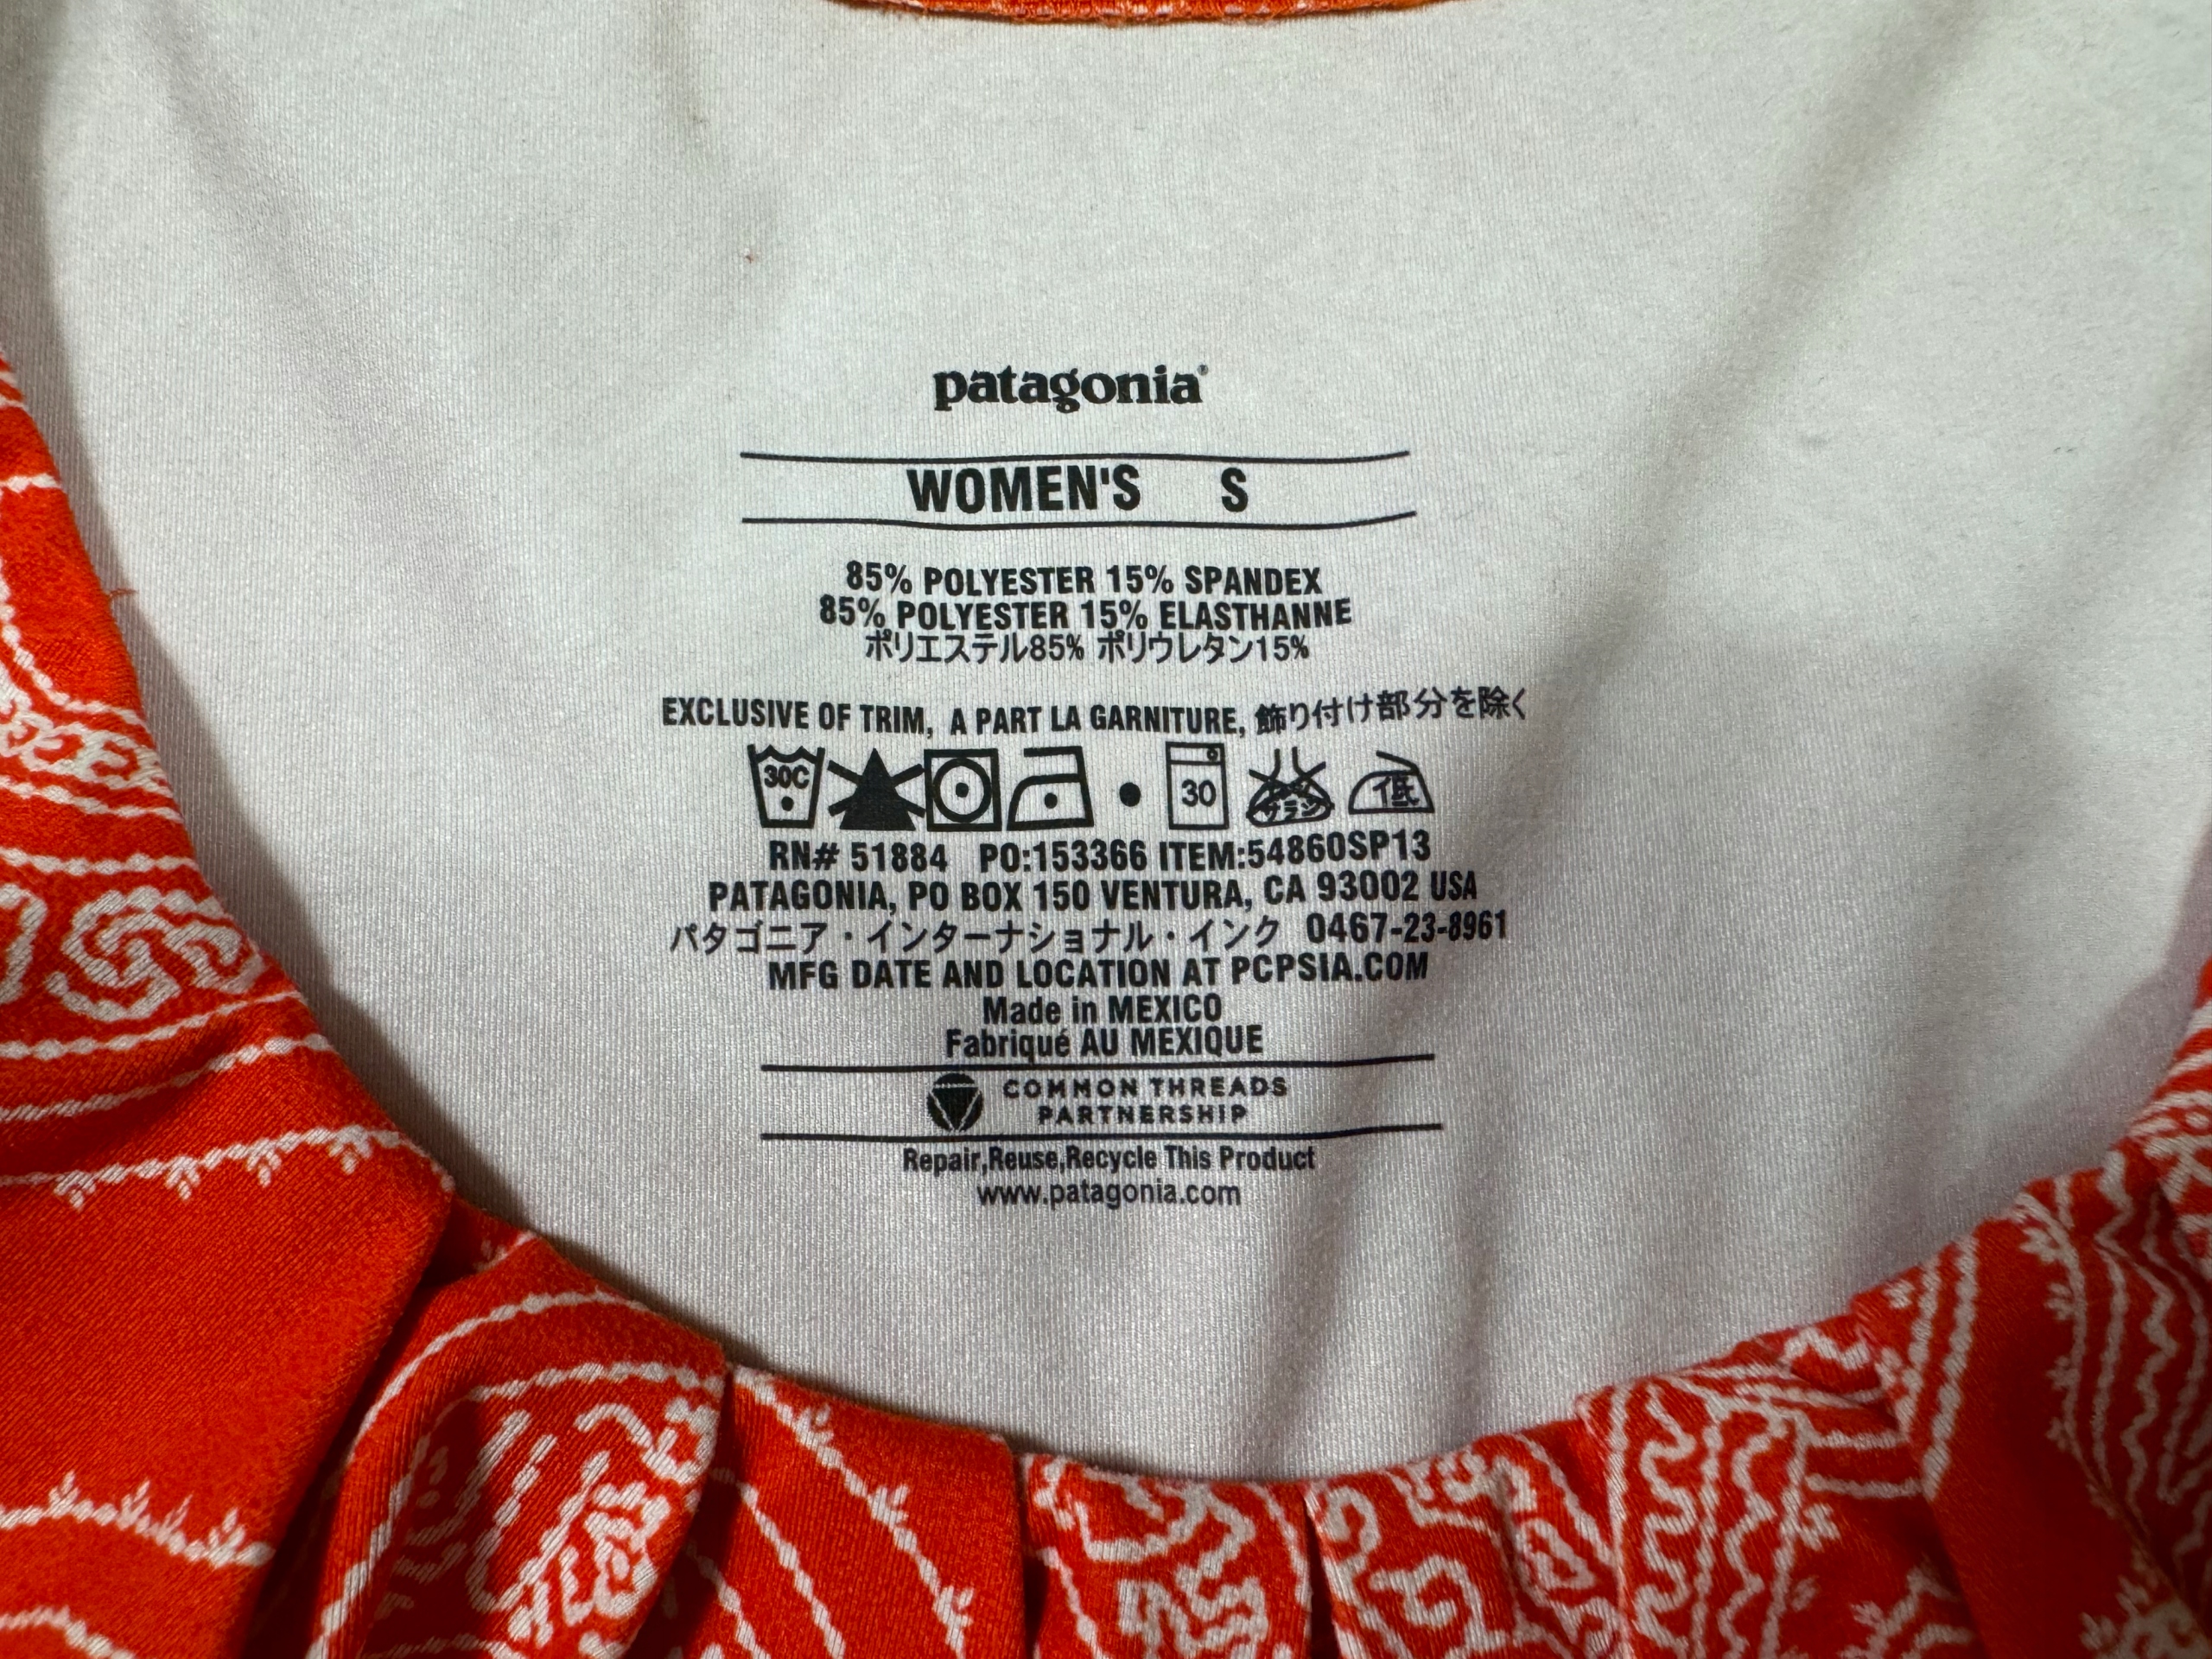 patagonia®
WOMEN'S S
85% POLYESTER 15% SPANDEX
85% POLYESTER 15% ELASTHANNE
ポリエステル85% ポリウレタン15%
EXCLUSIVE OF TRIM, A PART LA GARNITURE, 飾り付け部分を除く
30C 30 サラシ 低
RN# 51884 PO:153366 ITEM:54860SP13
PATAGONIA, PO BOX 150 VENTURA, CA 93002 USA
パタゴニア・インターナショナル・インク 0467-23-8961
MFG DATE AND LOCATION AT PCPSIA.COM
Made in MEXICO
Fabriqué AU MEXIQUE
COMMON THREADS
PARTNERSHIP
Repair,Reuse,Recycle This Product
www.patagonia.com